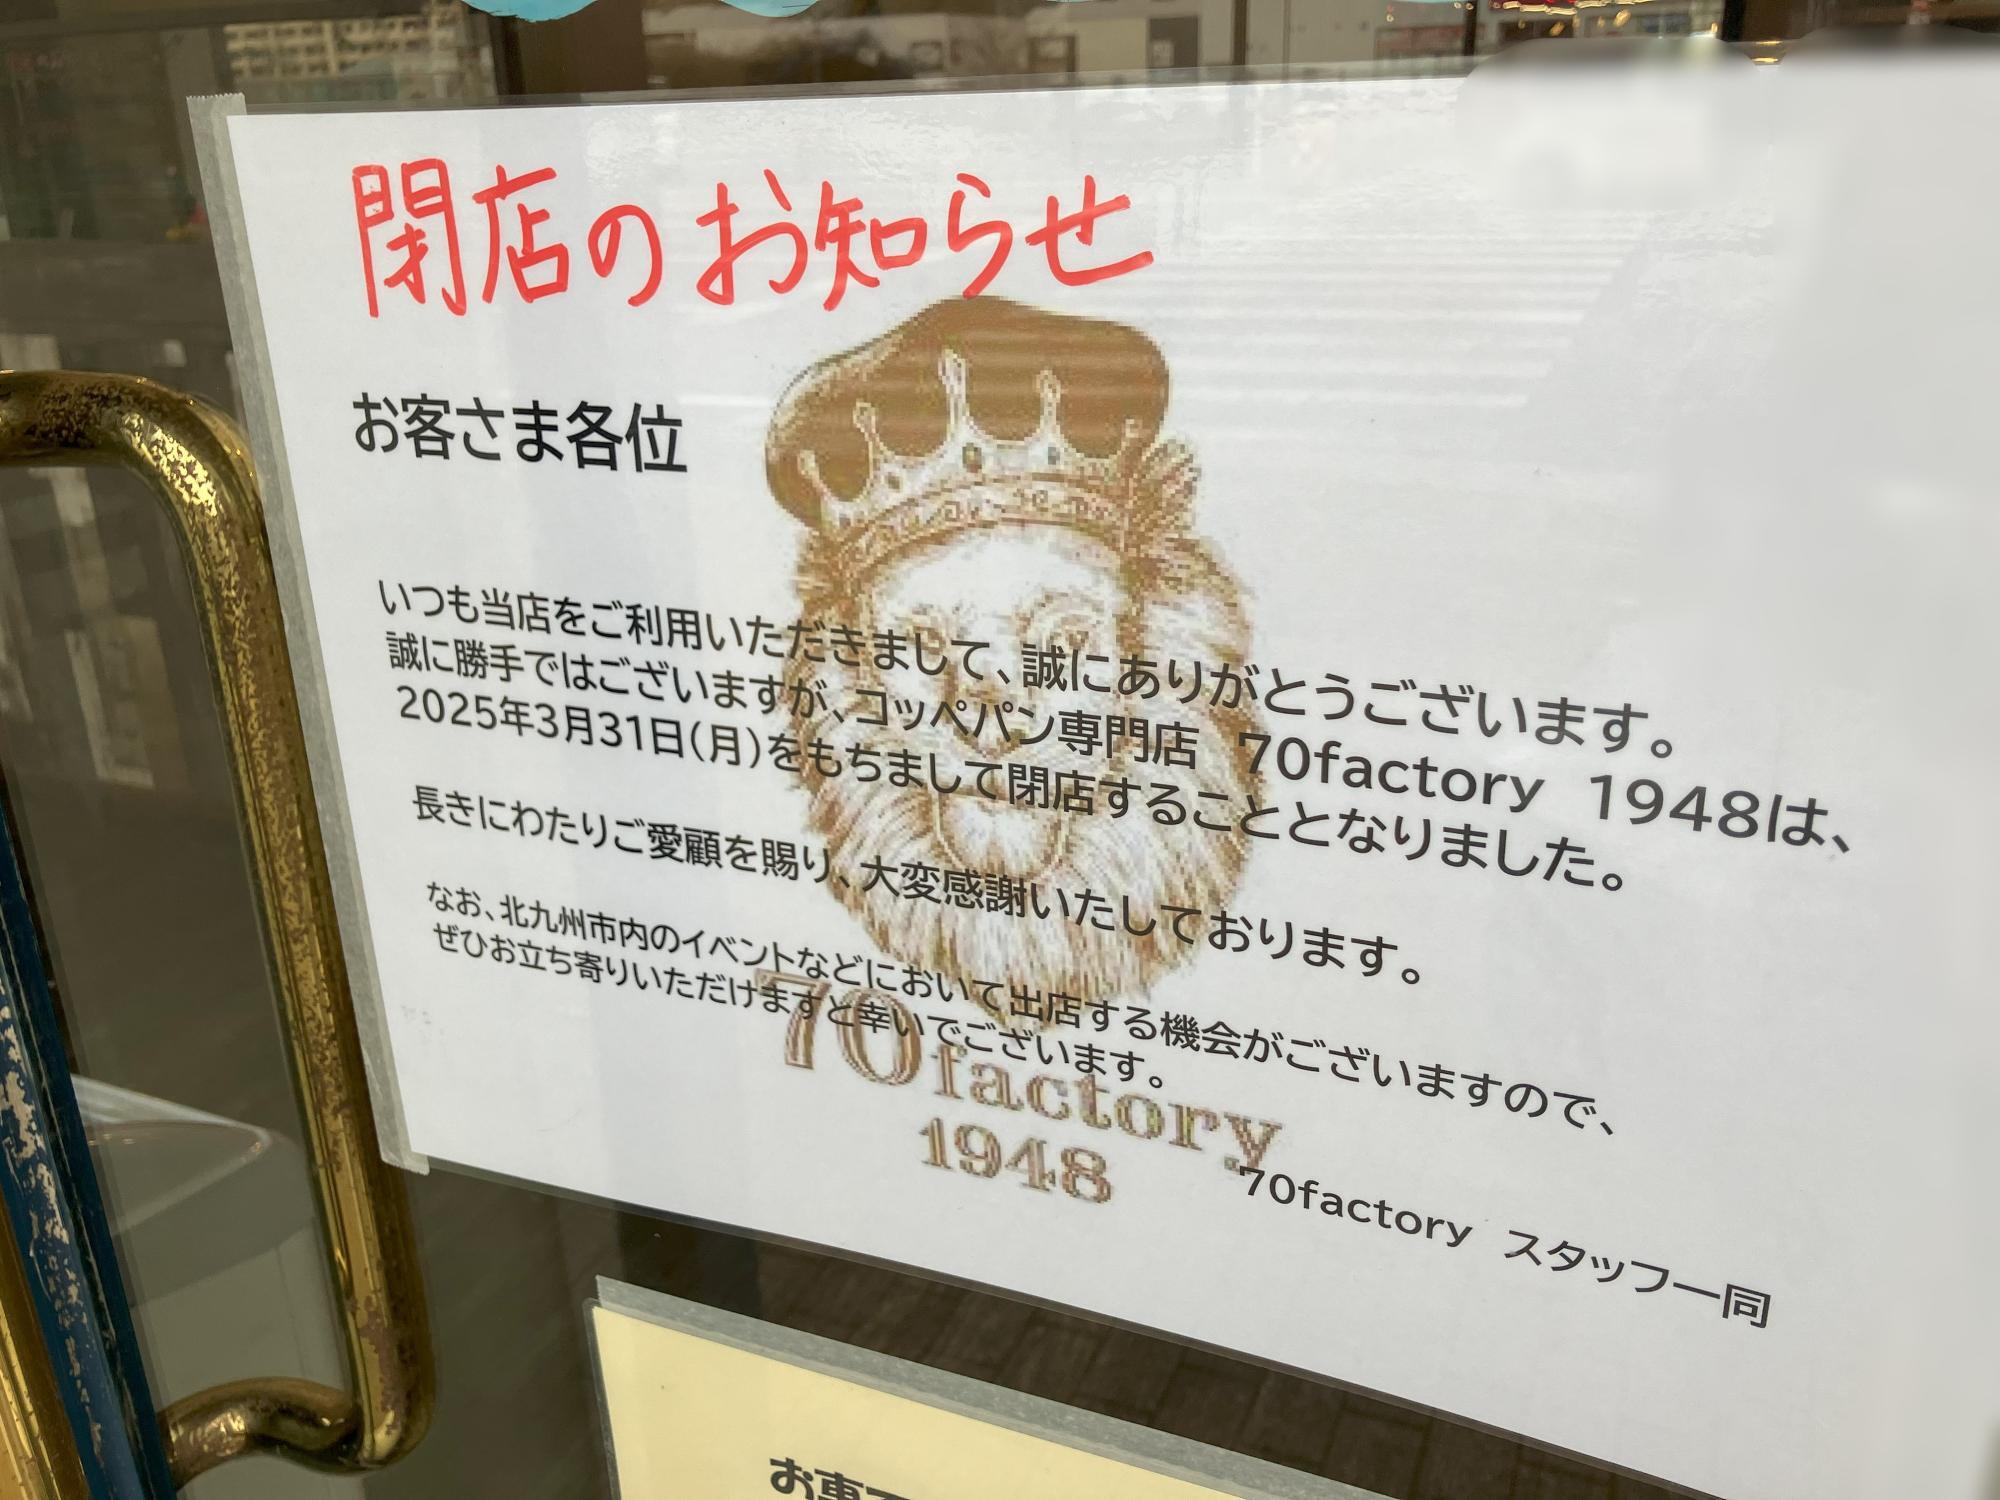 閉店のお知らせ
お客さま各位
いつも当店をご利用いただきまして、誠にありがとうございます。
誠に勝手ではございますが、コッペパン専門店 70factory 1948は、
2025年3月31日(月)をもちまして閉店することとなりました。
長きにわたりご愛顧を賜り、大変感謝いたしております。
なお、北九州市内のイベントなどにおいて出店する機会がございますので、
ぜひお立ち寄りいただけますと幸いでございます。
70factory
1948
70factory スタッフ一同